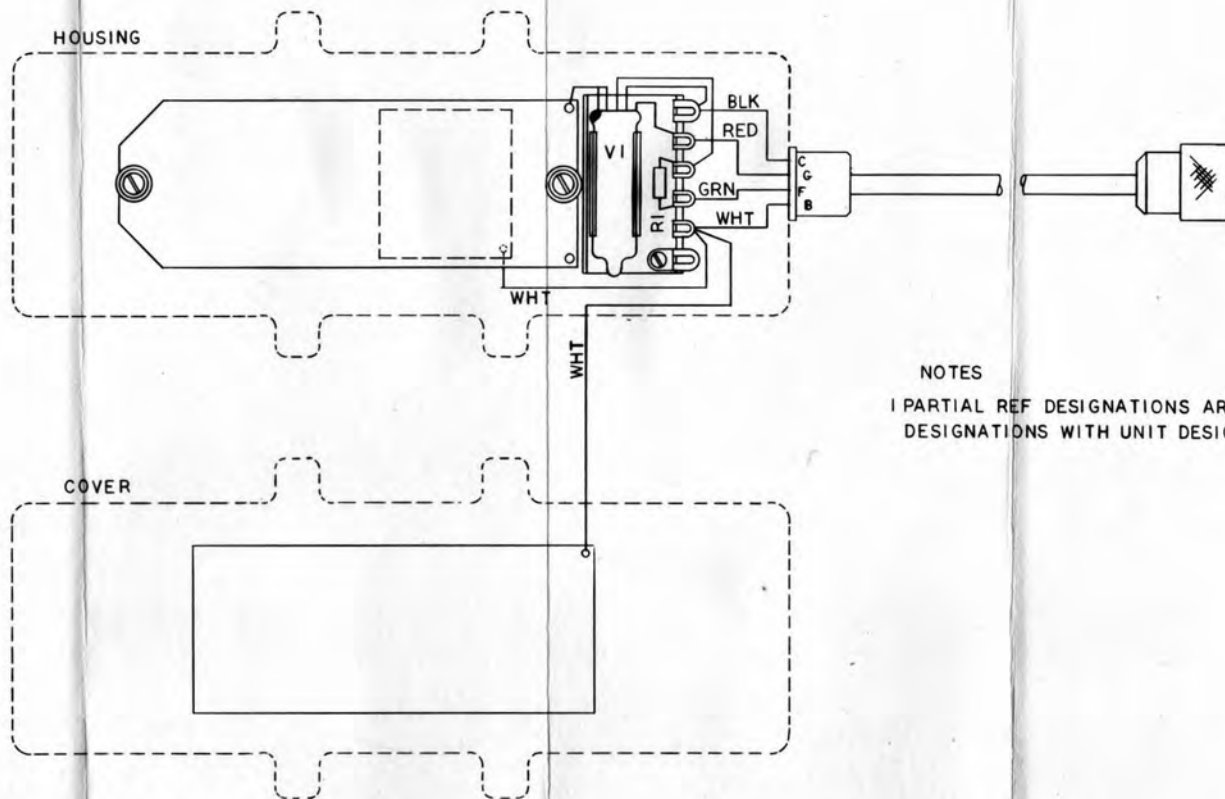 HOUSING
BLK
RED
V1
C
G
GRN
F
R1
WHT
B
WHT
WHT
NOTES
1 PARTIAL REF DESIGNATIONS AR
DESIGNATIONS WITH UNIT DESIG
COVER